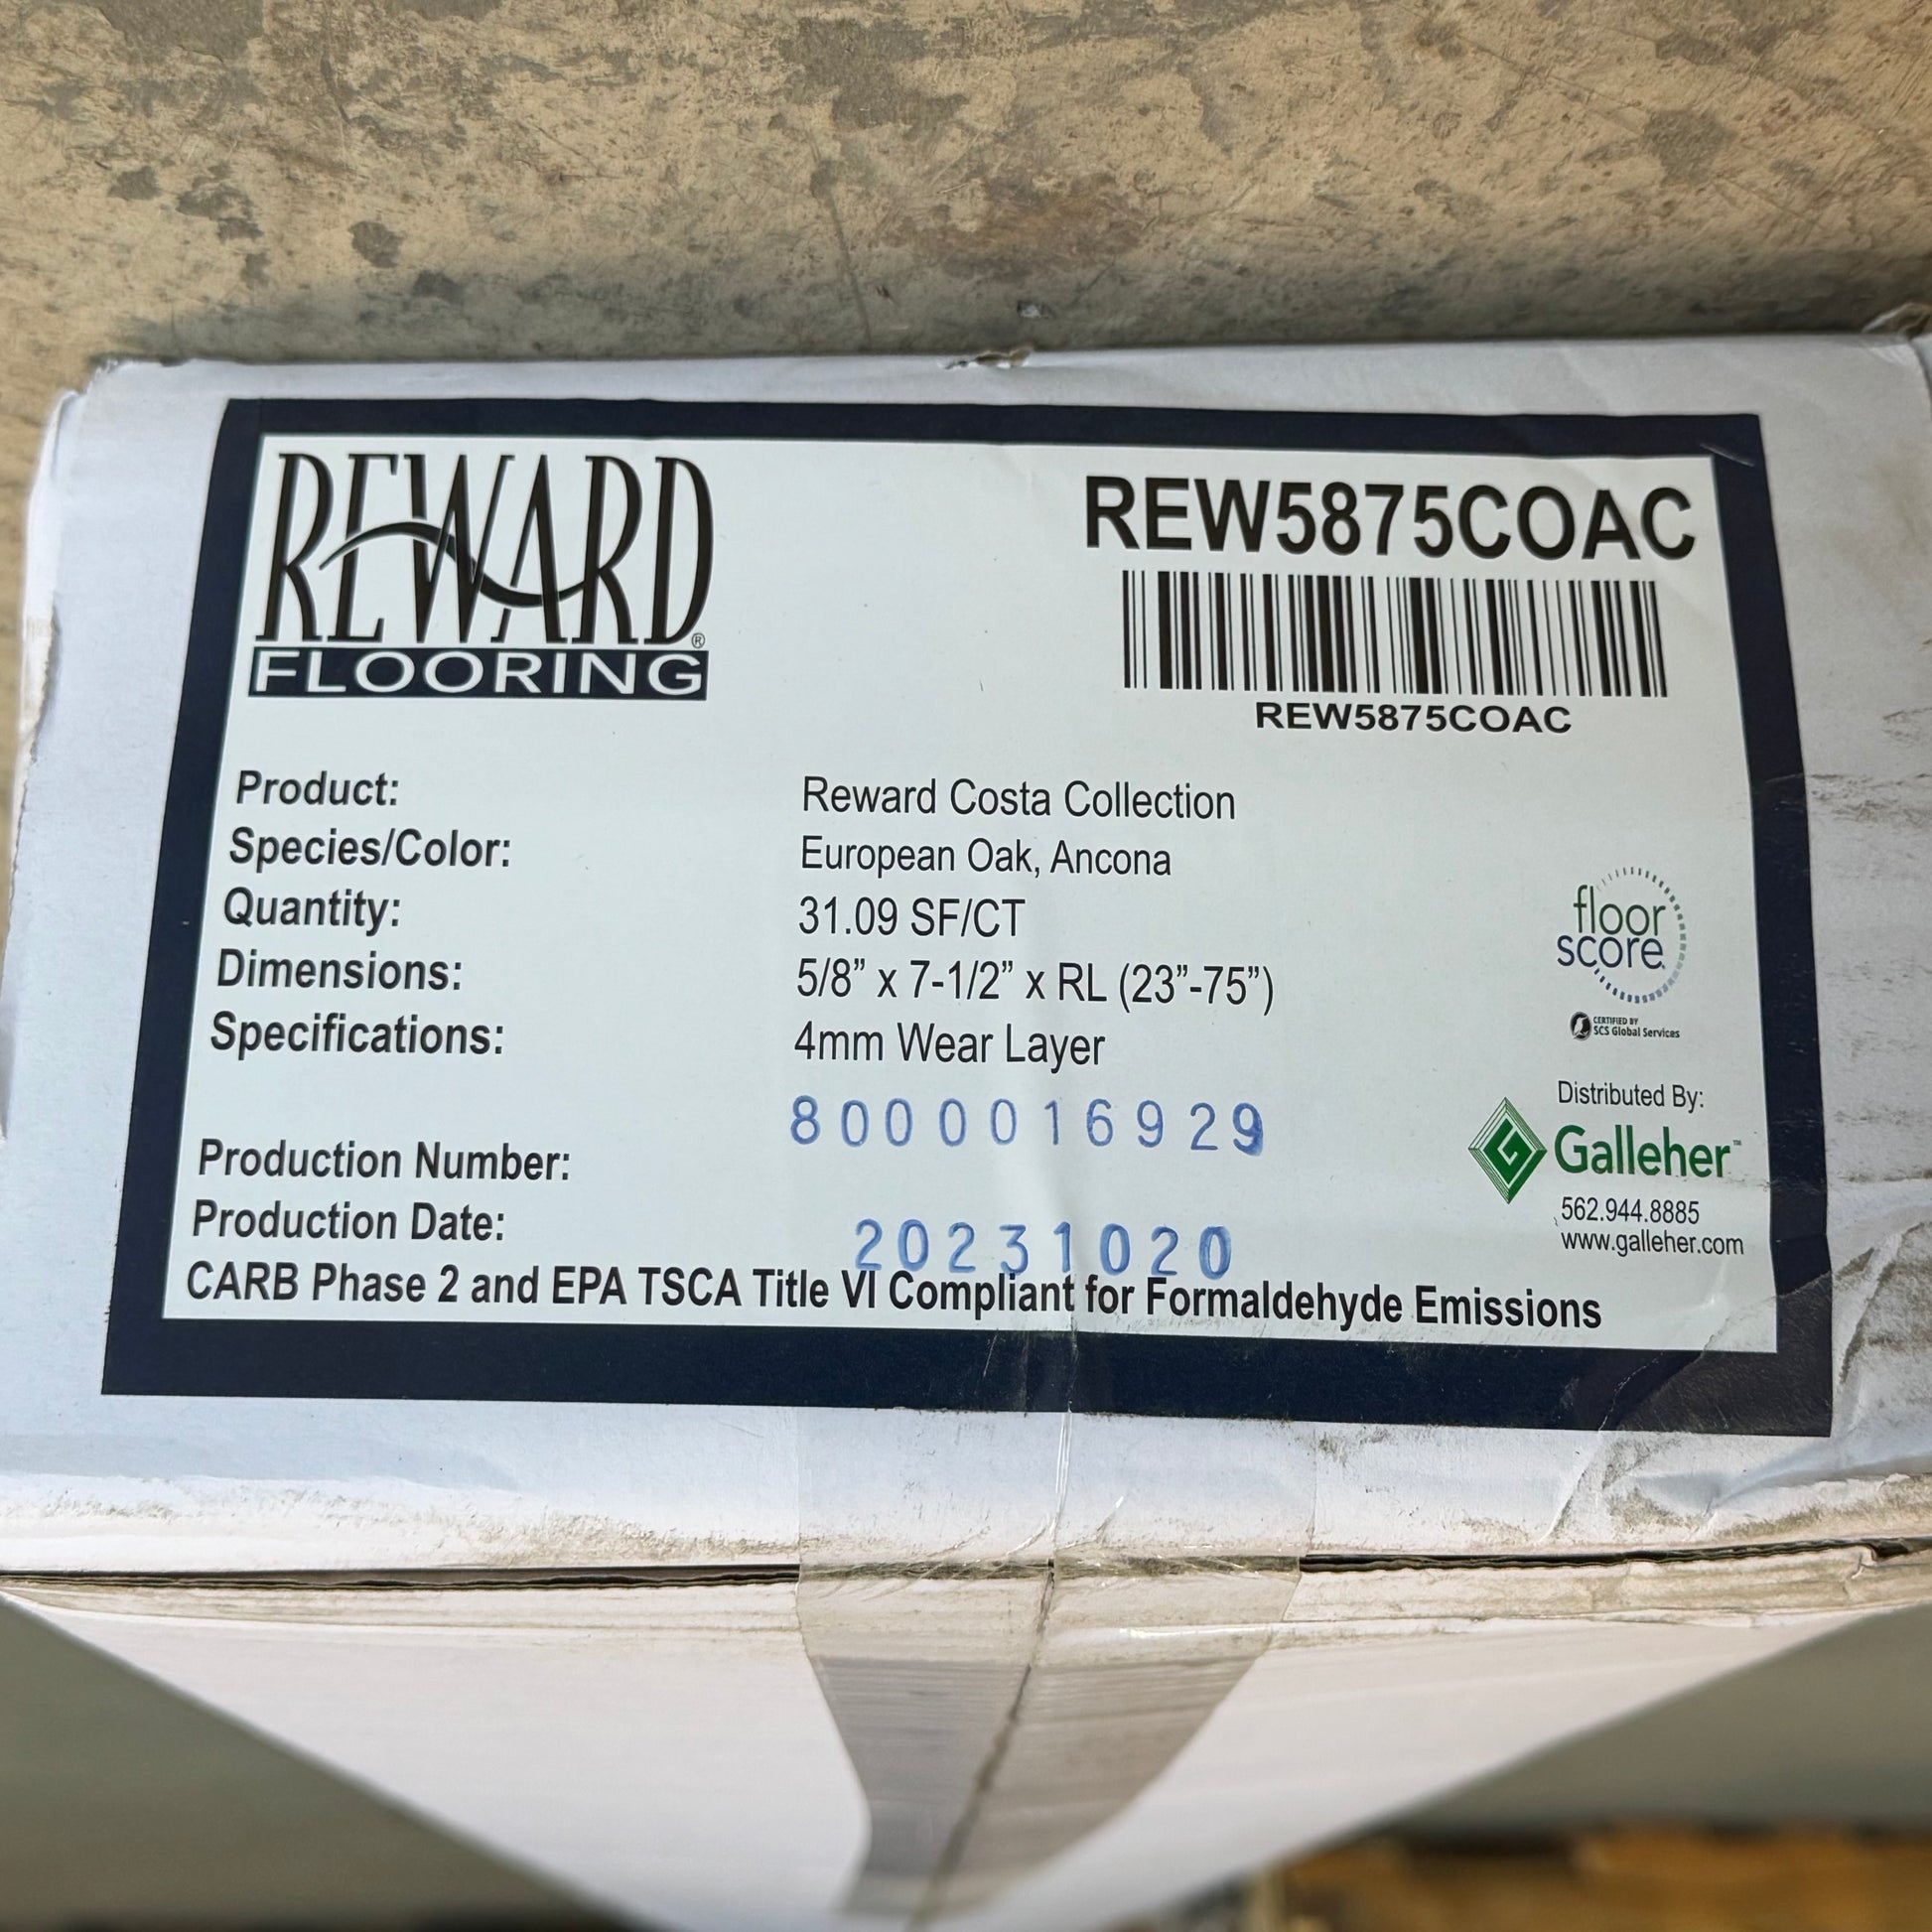 REWARD®
FLOORING
REW5875COAC
REW5875COAC
Product: Reward Costa Collection
Species/Color: European Oak, Ancona
Quantity: 31.09 SF/CT
Dimensions: 5/8” x 7-1/2” x RL (23”-75”)
Specifications: 4mm Wear Layer
floor
score
CERTIFIED BY
SCS Global Services
8000016929
Production Number:
Production Date: 20231020
CARB Phase 2 and EPA TSCA Title VI Compliant for Formaldehyde Emissions
Distributed By:
Galleher™
562.944.8885
www.galleher.com